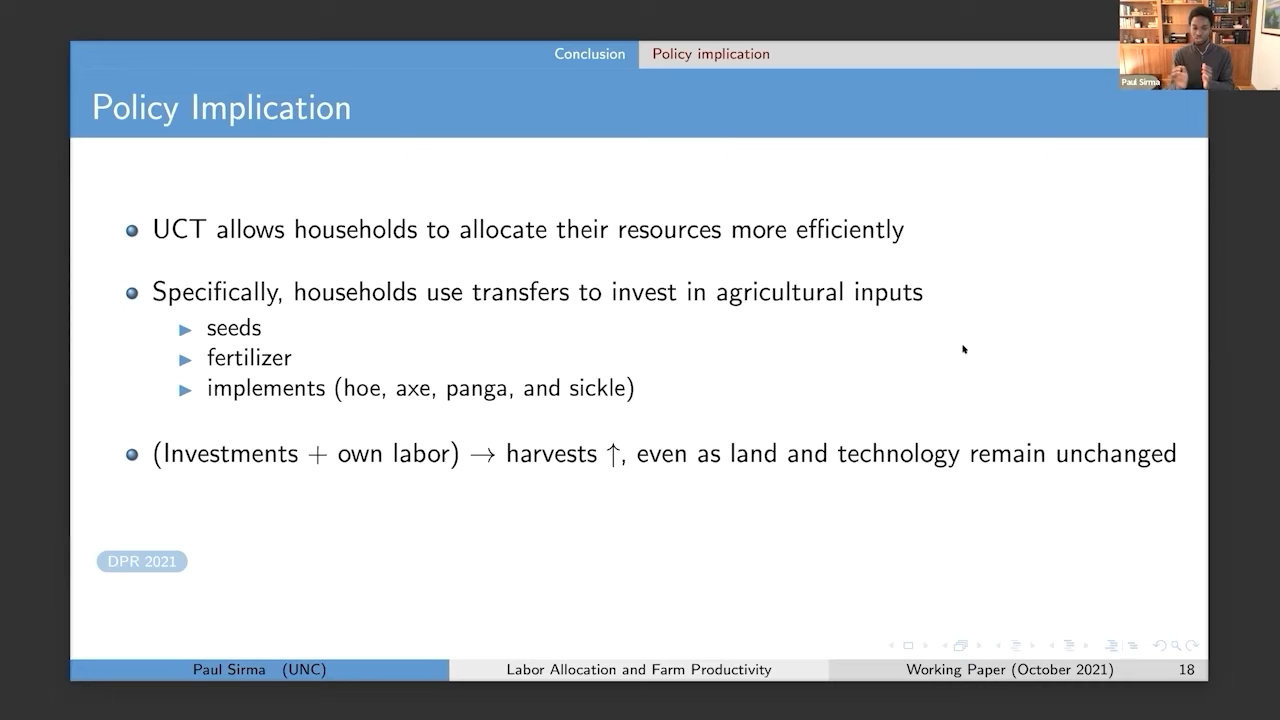 Conclusion Policy implication
Paul Sirma
Policy Implication
UCT allows households to allocate their resources more efficiently
Specifically, households use transfers to invest in agricultural inputs
seeds
fertilizer
implements (hoe, axe, panga, and sickle)
(Investments + own labor) → harvests ↑, even as land and technology remain unchanged
DPR 2021
Paul Sirma (UNC) Labor Allocation and Farm Productivity Working Paper (October 2021) 18